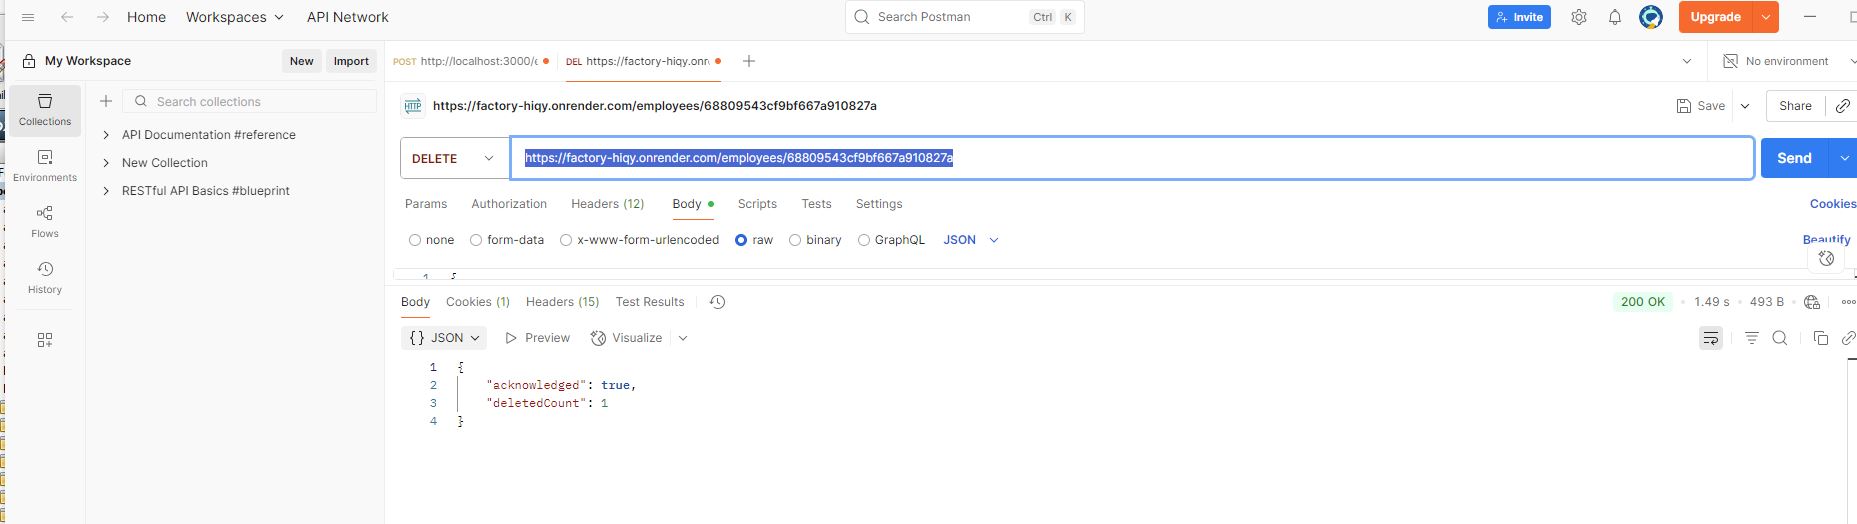 Home Workspaces API Network Search Postman Ctrl K Invite Upgrade
My Workspace New Import POST http://localhost:3000/e DEL https://factory-hiqy.onr No environment
Collections
Environments
Flows
History
Search collections
API Documentation #reference
New Collection
RESTful API Basics #blueprint
HTTP https://factory-hiqy.onrender.com/employees/68809543cf9bf667a910827a Save Share
DELETE https://factory-hiqy.onrender.com/employees/68809543cf9bf667a910827a Send
Params Authorization Headers (12) Body Scripts Tests Settings Cookies
none form-data x-www-form-urlencoded raw binary GraphQL JSON Beautify
1 {
Body Cookies (1) Headers (15) Test Results 200 OK • 1.49 s • 493 B
{} JSON Preview Visualize
1 {
2 "acknowledged": true,
3 "deletedCount": 1
4 }